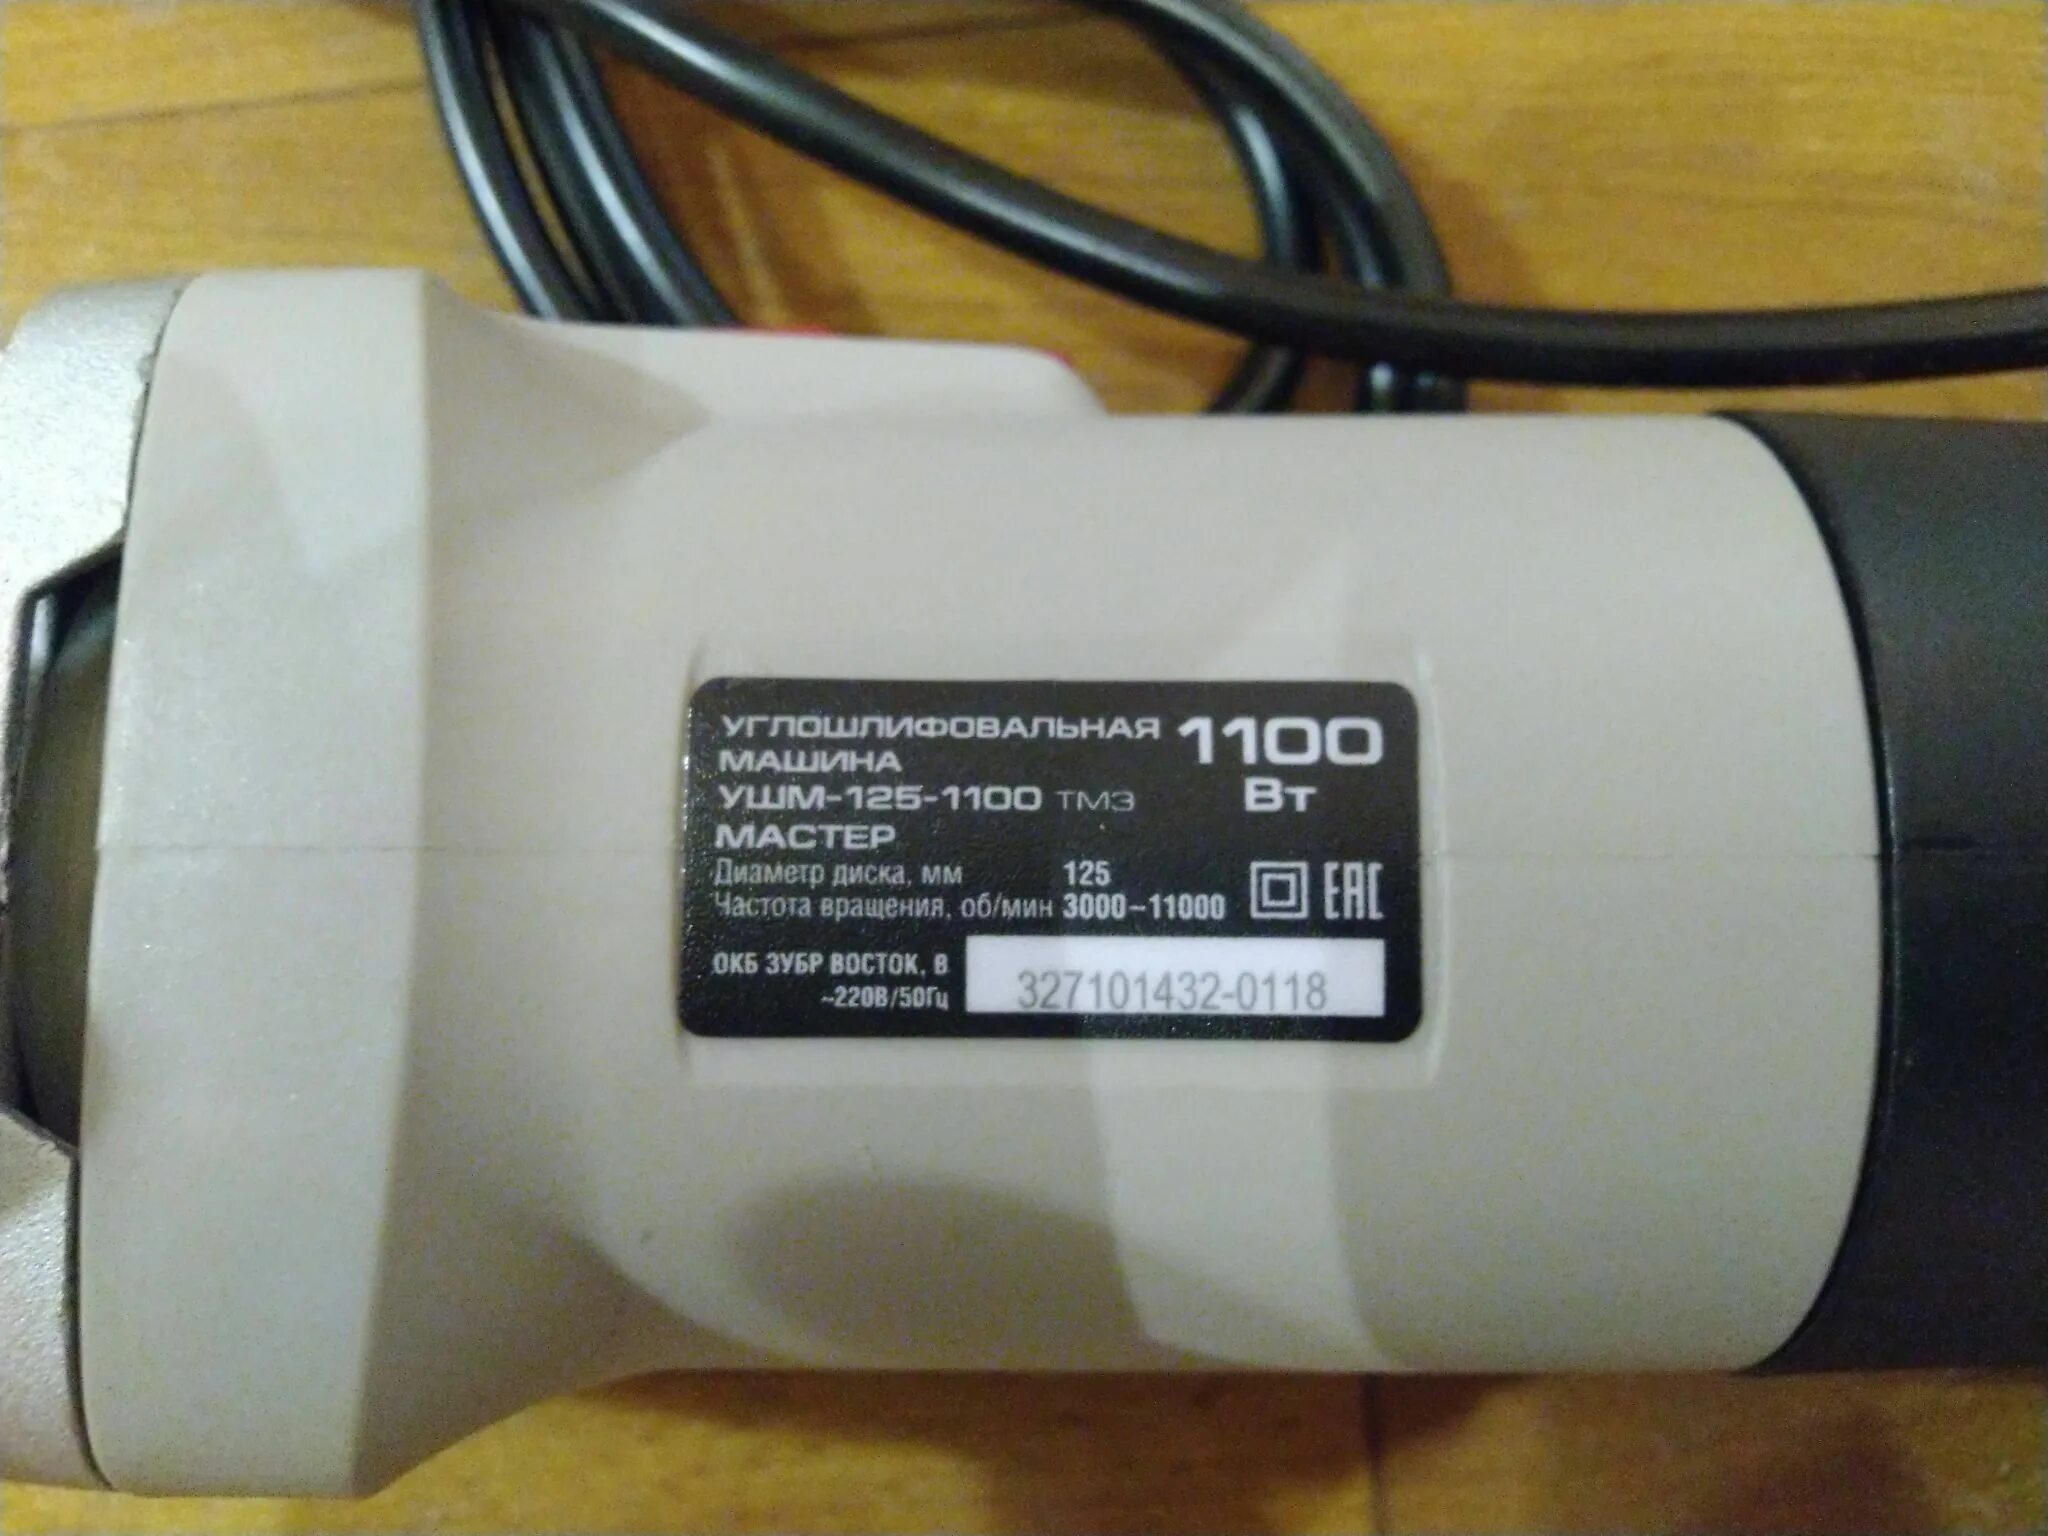 УГЛОШЛИФОВАЛЬНАЯ 1100
МАШИНА
УШМ-125-1100 ТМЭ Вт
МАСТЕР
Диаметр диска, мм 125
Частота вращения, об/мин 3000-11000 ЕАС
ОКБ ЗУБР ВОСТОК, В
~220В/50Гц 327101432-0118